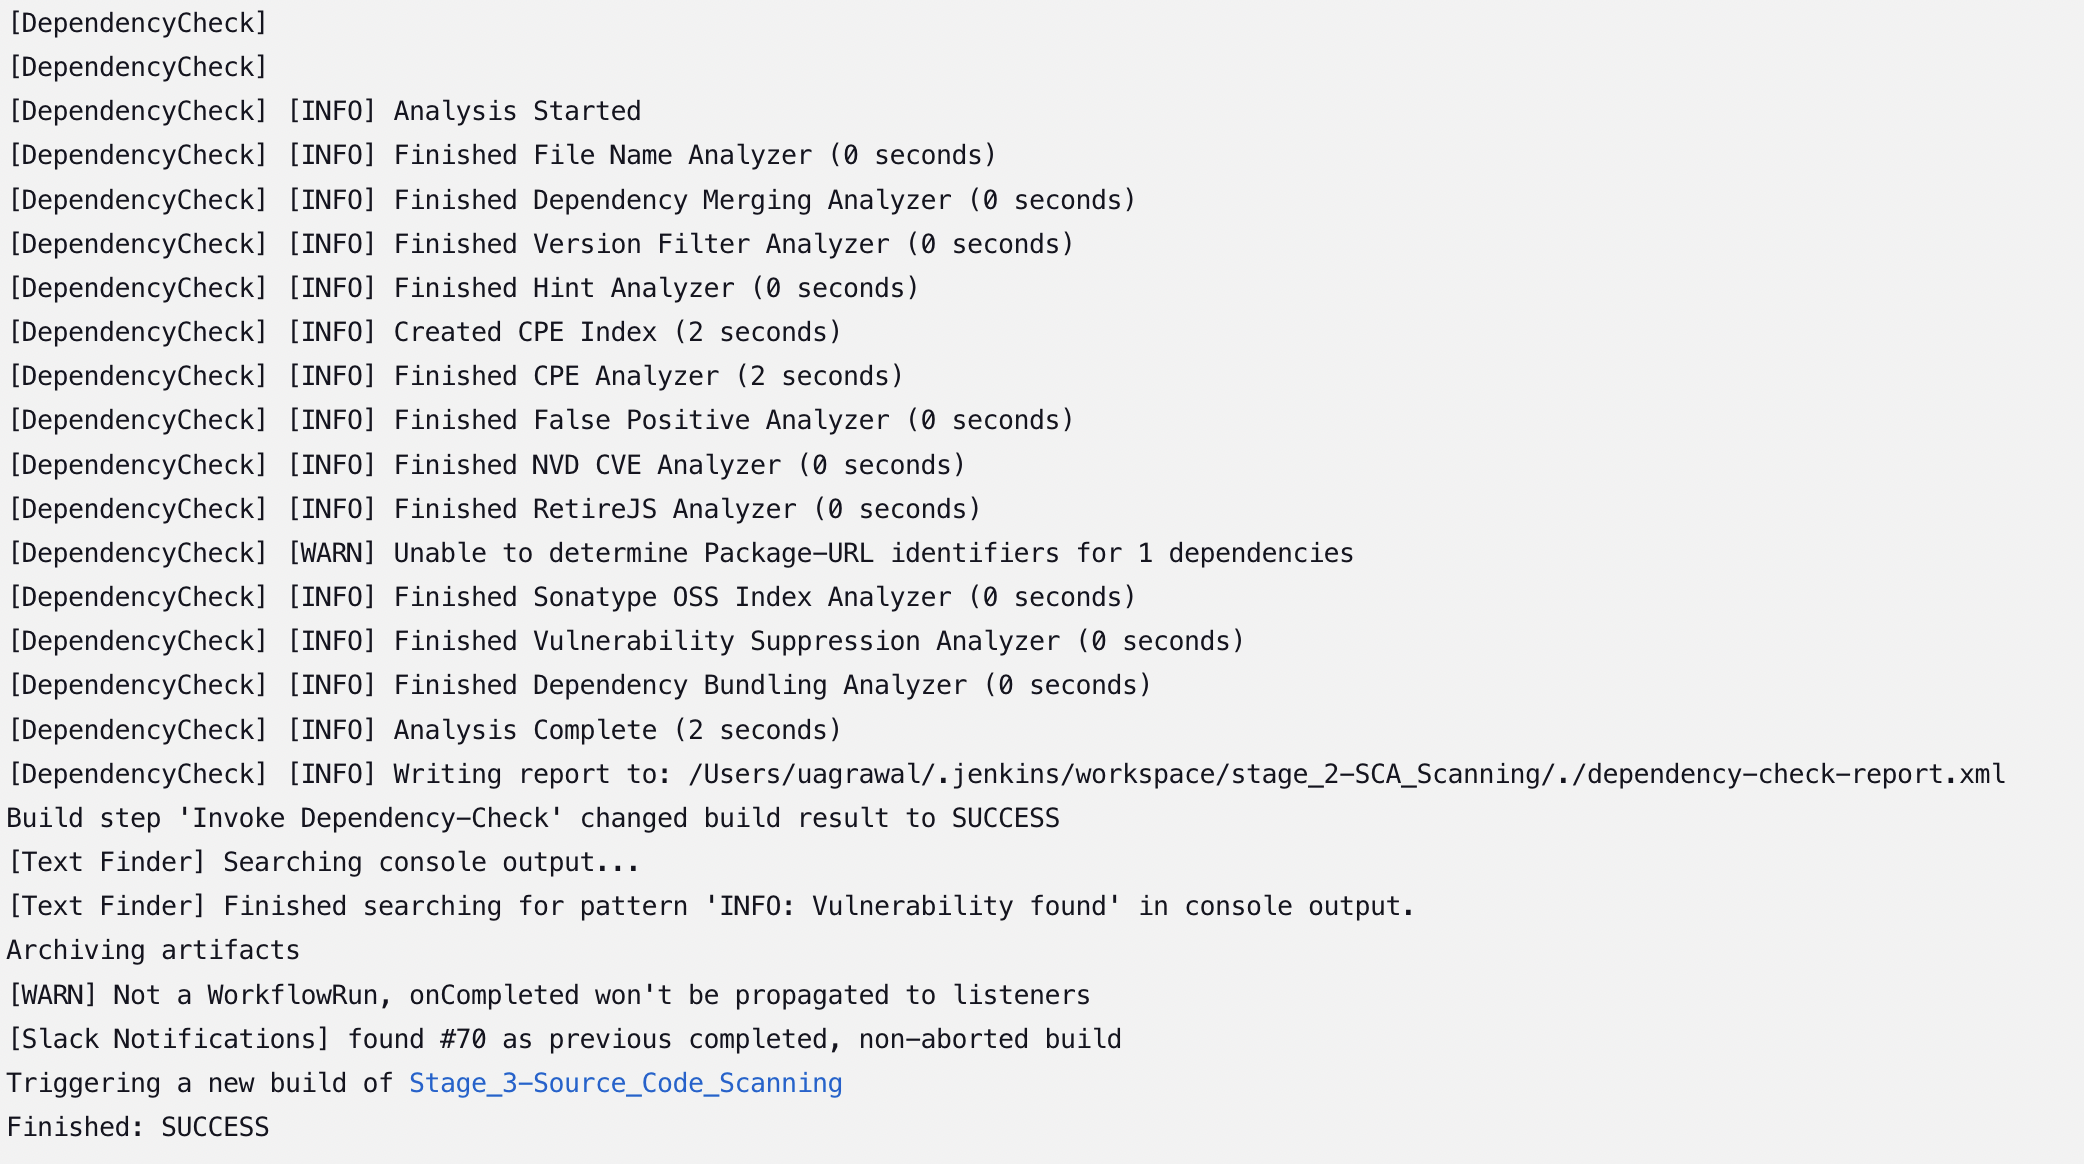 [DependencyCheck]
[DependencyCheck]
[DependencyCheck] [INFO] Analysis Started
[DependencyCheck] [INFO] Finished File Name Analyzer (0 seconds)
[DependencyCheck] [INFO] Finished Dependency Merging Analyzer (0 seconds)
[DependencyCheck] [INFO] Finished Version Filter Analyzer (0 seconds)
[DependencyCheck] [INFO] Finished Hint Analyzer (0 seconds)
[DependencyCheck] [INFO] Created CPE Index (2 seconds)
[DependencyCheck] [INFO] Finished CPE Analyzer (2 seconds)
[DependencyCheck] [INFO] Finished False Positive Analyzer (0 seconds)
[DependencyCheck] [INFO] Finished NVD CVE Analyzer (0 seconds)
[DependencyCheck] [INFO] Finished RetireJS Analyzer (0 seconds)
[DependencyCheck] [WARN] Unable to determine Package-URL identifiers for 1 dependencies
[DependencyCheck] [INFO] Finished Sonatype OSS Index Analyzer (0 seconds)
[DependencyCheck] [INFO] Finished Vulnerability Suppression Analyzer (0 seconds)
[DependencyCheck] [INFO] Finished Dependency Bundling Analyzer (0 seconds)
[DependencyCheck] [INFO] Analysis Complete (2 seconds)
[DependencyCheck] [INFO] Writing report to: /Users/uagrawal/.jenkins/workspace/stage_2-SCA_Scanning/./dependency-check-report.xml
Build step 'Invoke Dependency-Check' changed build result to SUCCESS
[Text Finder] Searching console output...
[Text Finder] Finished searching for pattern 'INFO: Vulnerability found' in console output.
Archiving artifacts
[WARN] Not a WorkflowRun, onCompleted won't be propagated to listeners
[Slack Notifications] found #70 as previous completed, non-aborted build
Triggering a new build of Stage_3-Source_Code_Scanning
Finished: SUCCESS